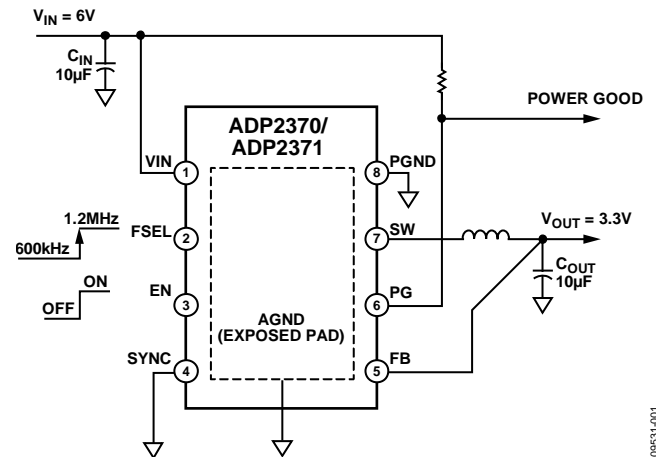 VIN = 6V
CIN
10µF
POWER GOOD
ADP2370/
ADP2371
VIN
1
8
PGND
1.2MHz
600kHz
FSEL
2
7
SW
VOUT = 3.3V
COUT
10µF
ON
OFF
EN
3
6
PG
AGND
(EXPOSED PAD)
SYNC
4
5
FB
09531-001